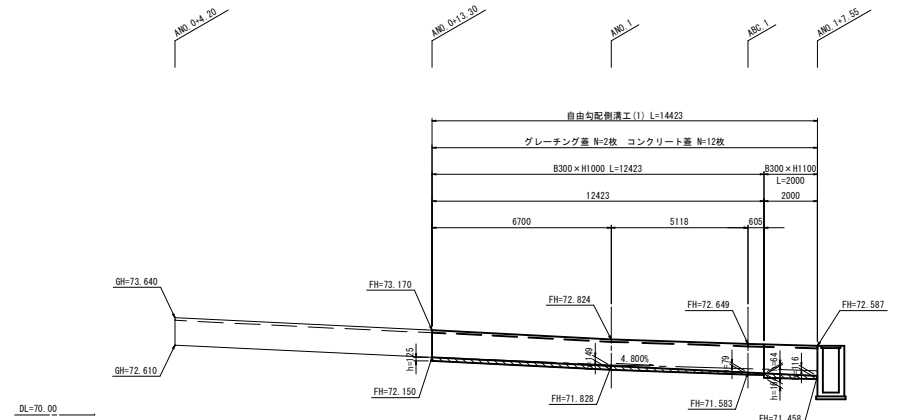 ANO.0+4.20
ANO.0+13.30
ANO.1
ABC.1
ANO.1+7.55
自由勾配側溝工(1) L=14423
グレーチング蓋 N=2枚 コンクリート蓋 N=12枚
B300×H1000 L=12423
B300×H1100
L=2000
12423
2000
6700
5118
605
GH=73.640
FH=73.170
FH=72.824
FH=72.649
FH=72.587
h=125
4.800%
GH=72.610
FH=72.150
FH=71.828
FH=71.583
FH=71.458
DL=70.00